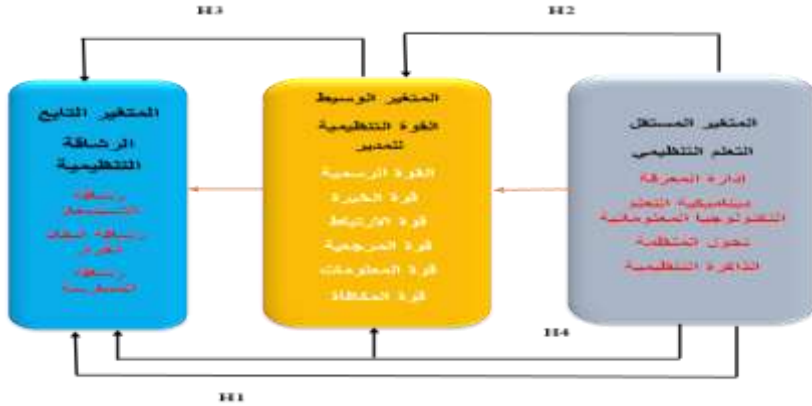 H3
H2
المتغير المستقل
التعلم التنظيمي
إدارة المعرفة
ديناميكية التعلم
التكنولوجيا المعلوماتية
تحول المنظمة
الذاكرة التنظيمية
المتغير الوسيط
القوة التنظيمية
للمدير
القوة الرسمية
قوة الخبرة
قوة الارتباط
قوة المرجعية
قوة المعلومات
قوة المكافأة
المتغير التابع
الرشاقة
التنظيمية
رشاقة
الاستشعار
رشاقة اتخاذ
القرار
رشاقة
الممارسة
H4
H1